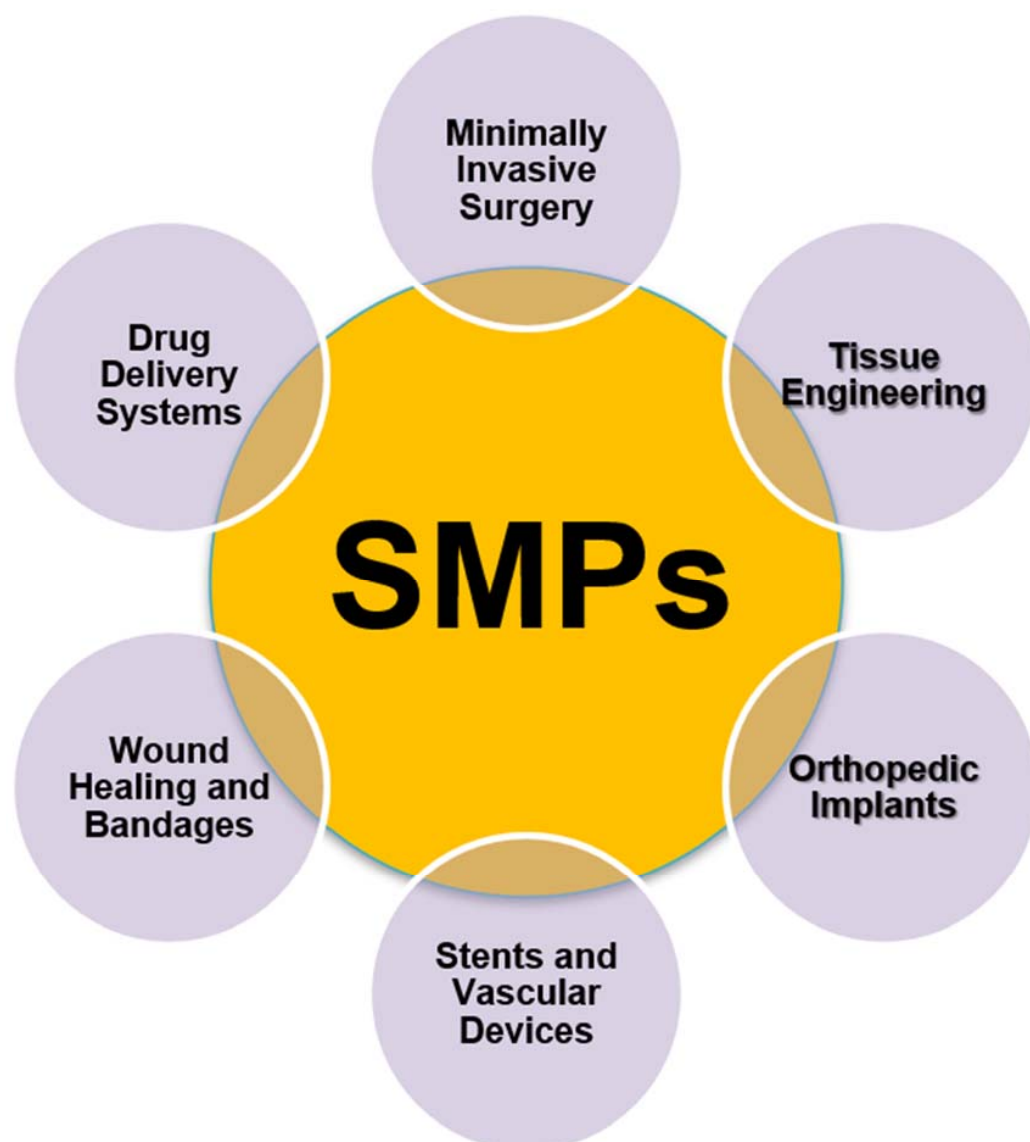 Minimally
Invasive
Surgery
Drug
Delivery
Systems
Tissue
Engineering
SMPs
Wound
Healing and
Bandages
Orthopedic
Implants
Stents and
Vascular
Devices